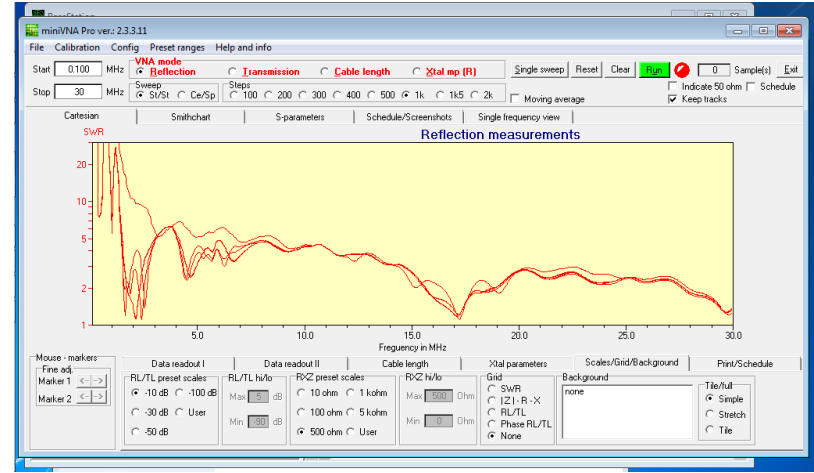 miniVNA Pro ver.: 2.3.3.11
File Calibration Config Preset ranges Help and info
Start 0.100 MHz VNA mode Reflection Transmission Cable length Xtal mp (R) Single sweep Reset Clear Run 0 Sample(s) Exit
Indicate 50 ohm Schedule
Stop 30 MHz Sweep St/St Ce/Sp Steps 100 200 300 400 500 1k 1k5 2k Moving average Keep tracks
Cartesian Smithchart S-parameters Schedule/Screenshots Single frequency view
SWR Reflection measurements
20
10
5
2
1
5.0 10.0 15.0 20.0 25.0 30.0
Frequency in MHz
Mouse - markers
Data readout I Data readout II Cable length Xtal parameters Scales/Grid/Background Print/Schedule
Fine adj.
Marker 1 <- ->
Marker 2 <- ->
RL/TL preset scales
-10 dB -100 dB
-30 dB User
-50 dB
RL/TL hi/lo
Max 5 dB
Min -90 dB
RXZ preset scales
10 ohm 1 kohm
100 ohm 5 kohm
500 ohm User
RXZ hi/lo
Max 500 Ohm
Min 0 Ohm
Grid
SWR
|Z| - R - X
RL/TL
Phase RL/TL
None
Background
none
Tile/full
Simple
Stretch
Tile